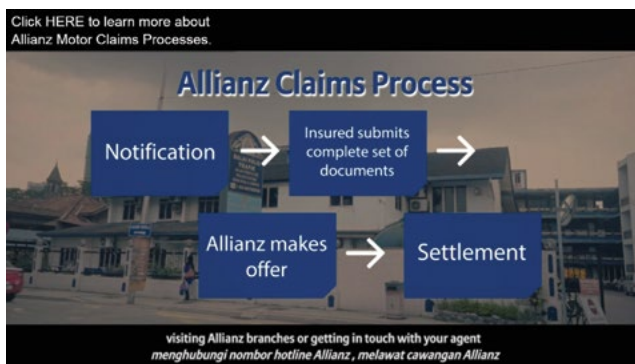 Click HERE to learn more about
Allianz Motor Claims Processes.
Allianz Claims Process
Notification
Insured submits
complete set of
documents
Allianz makes
offer
Settlement
visiting Allianz branches or getting in touch with your agent
menghubungi nombor hotline Allianz , melawat cawangan Allianz